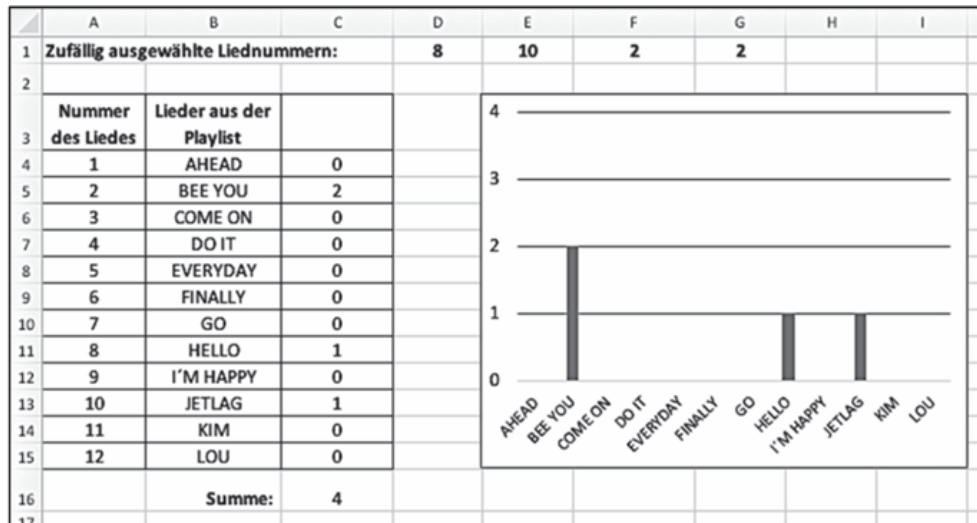 A B C D E F G H I
1 Zufällig ausgewählte Liednummern: 8 10 2 2
2
3 Nummer des Liedes Lieder aus der Playlist
4 1 AHEAD 0
5 2 BEE YOU 2
6 3 COME ON 0
7 4 DO IT 0
8 5 EVERYDAY 0
9 6 FINALLY 0
10 7 GO 0
11 8 HELLO 1
12 9 I´M HAPPY 0
13 10 JETLAG 1
14 11 KIM 0
15 12 LOU 0
16 Summe: 4
17
4
3
2
1
0
AHEAD BEE YOU COME ON DO IT EVERYDAY FINALLY GO HELLO I´M HAPPY JETLAG KIM LOU